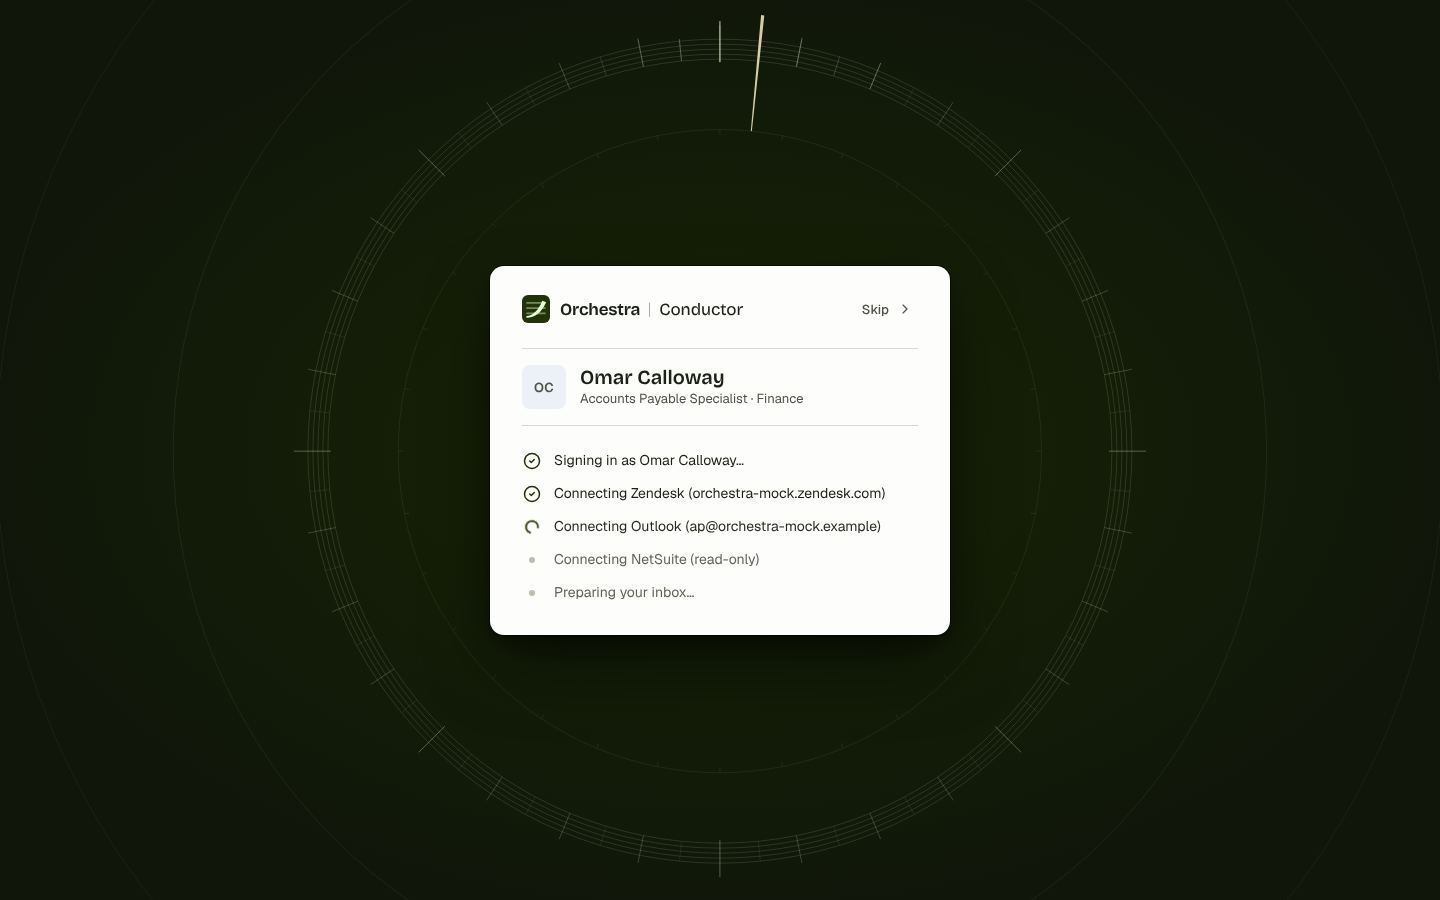 Orchestra | Conductor
Skip
OC
Omar Calloway
Accounts Payable Specialist · Finance
Signing in as Omar Calloway…
Connecting Zendesk (orchestra-mock.zendesk.com)
Connecting Outlook (ap@orchestra-mock.example)
Connecting NetSuite (read-only)
Preparing your inbox…